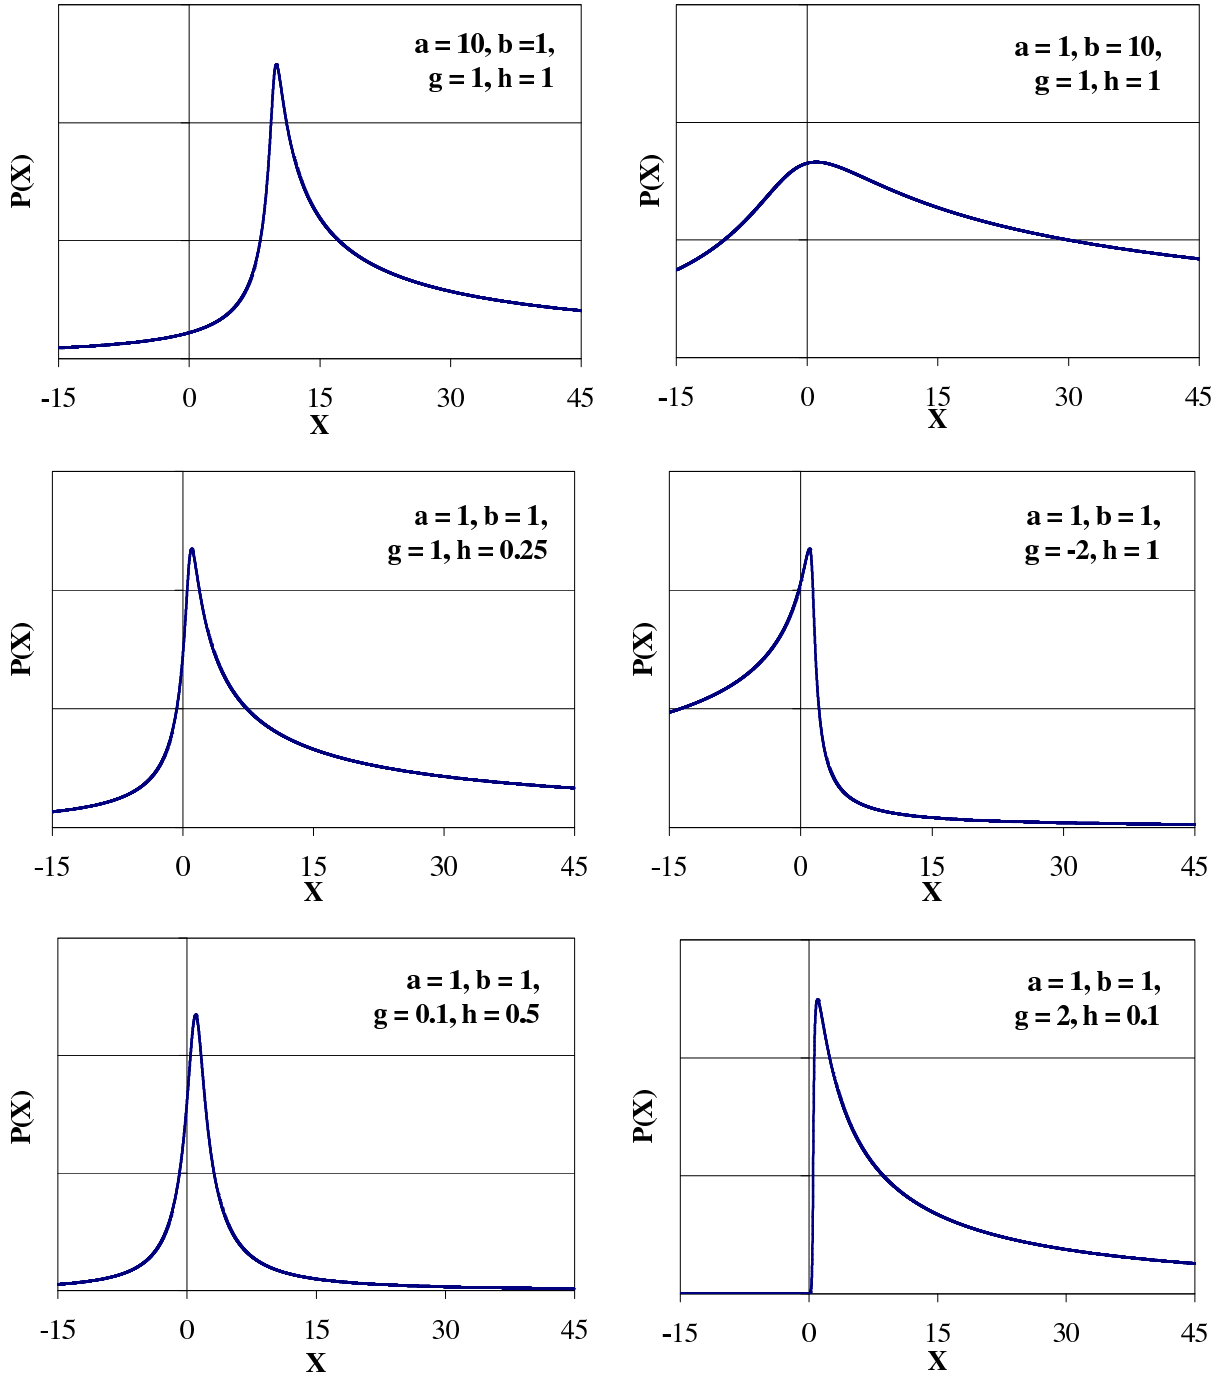 a = 10, b =1,
g = 1, h = 1
P(X)
-15 0 15 30 45
X
a = 1, b = 10,
g = 1, h = 1
P(X)
-15 0 15 30 45
X
a = 1, b = 1,
g = 1, h = 0.25
P(X)
-15 0 15 30 45
X
a = 1, b = 1,
g = -2, h = 1
P(X)
-15 0 15 30 45
X
a = 1, b = 1,
g = 0.1, h = 0.5
P(X)
-15 0 15 30 45
X
a = 1, b = 1,
g = 2, h = 0.1
P(X)
-15 0 15 30 45
X